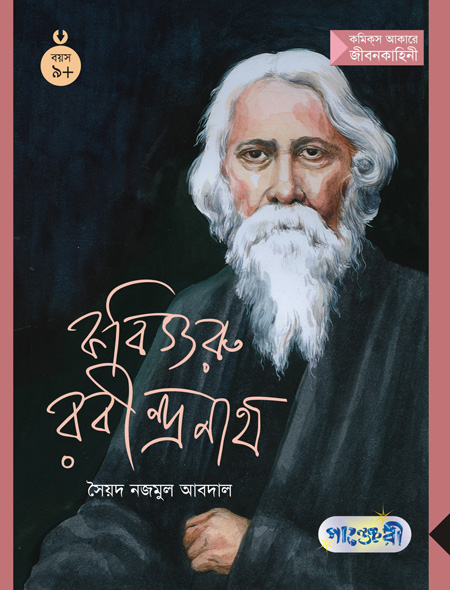 বয়স
৯+
কমিক্‌স আকারে
জীবনকাহিনী
কবিগুরু
রবীন্দ্রনাথ
সৈয়দ নজমুল আবদাল
পাঞ্জেরী